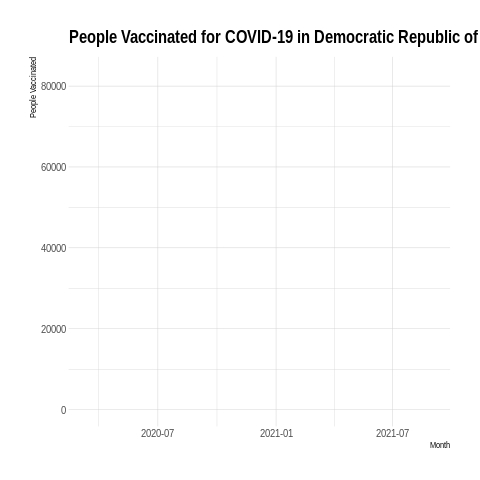 People Vaccinated for COVID-19 in Democratic Republic of
People Vaccinated
80000
60000
40000
20000
0
2020-07
2021-01
2021-07
Month